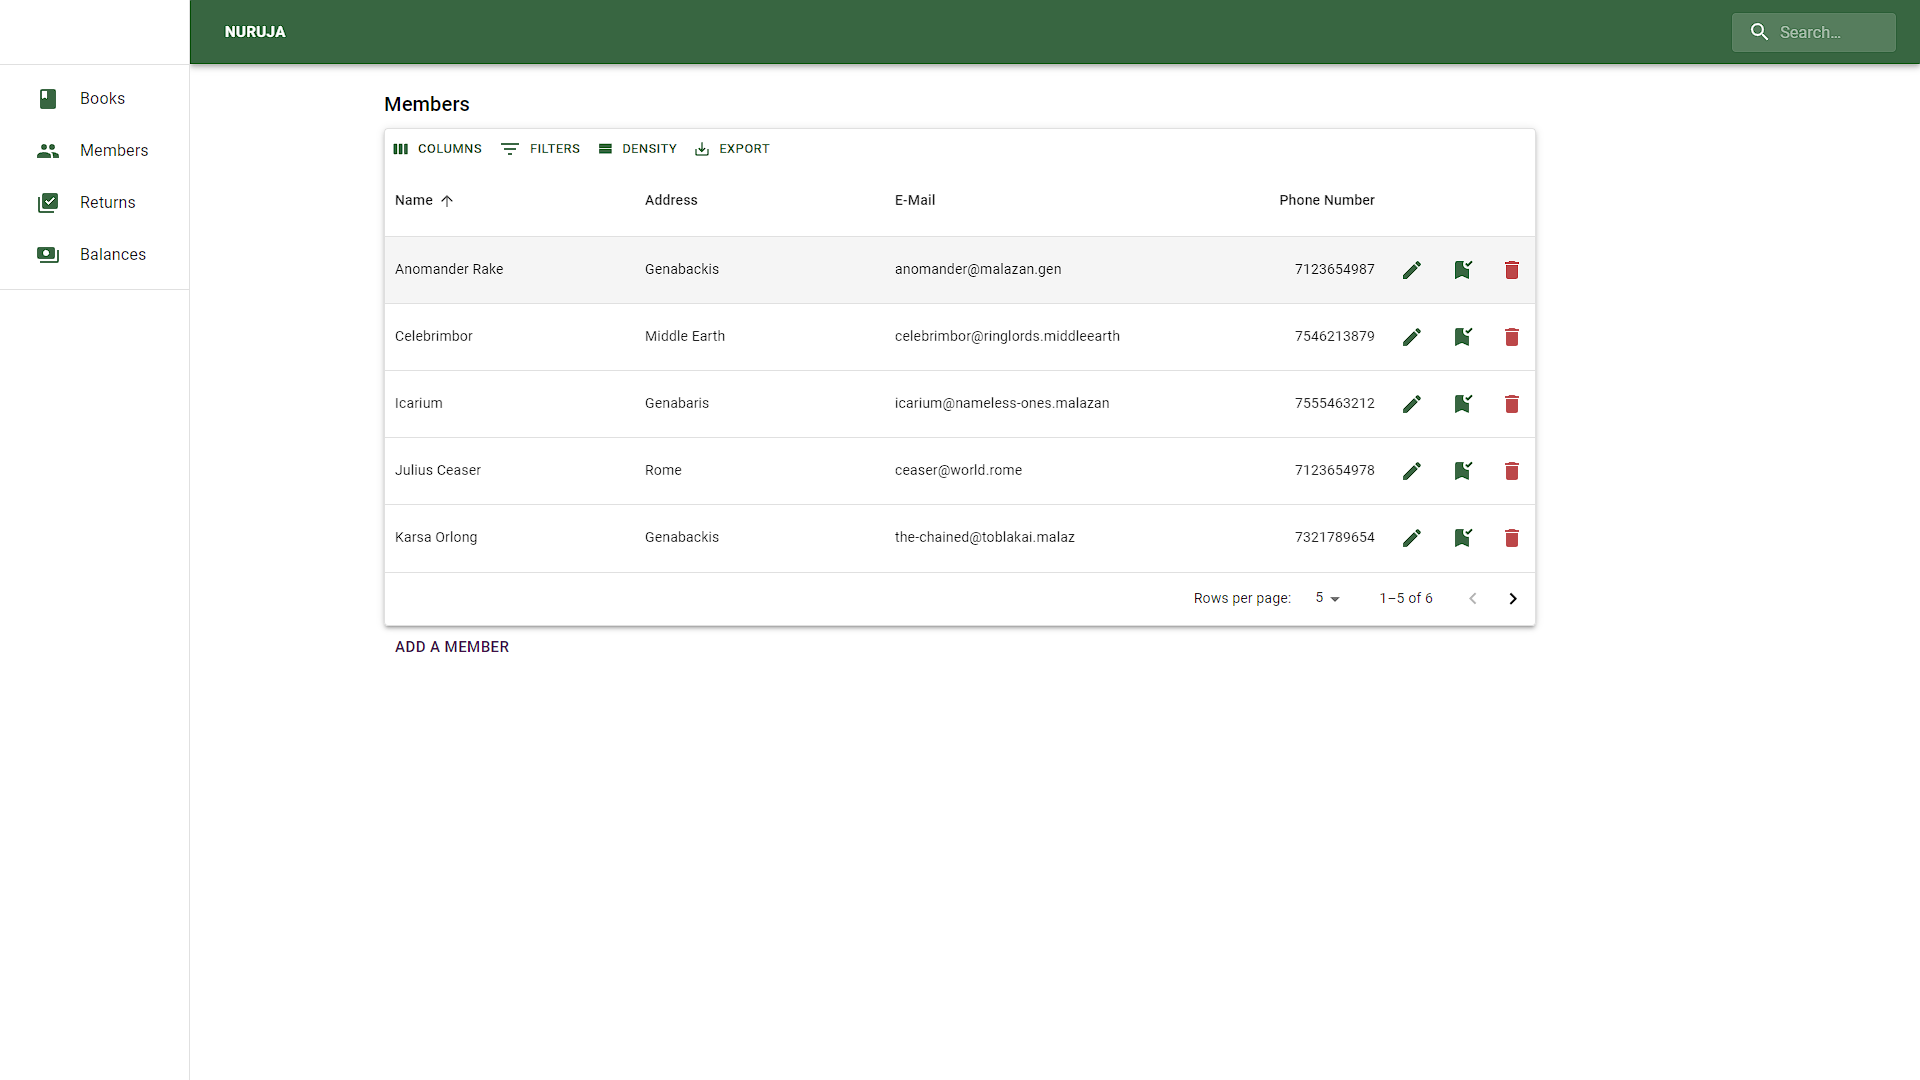 NURUJA
Search…
Books
Members
Returns
Balances
Members
COLUMNS FILTERS DENSITY EXPORT
Name Address E-Mail Phone Number
Anomander Rake Genabackis anomander@malazan.gen 7123654987
Celebrimbor Middle Earth celebrimbor@ringlords.middleearth 7546213879
Icarium Genabaris icarium@nameless-ones.malazan 7555463212
Julius Ceaser Rome ceaser@world.rome 7123654978
Karsa Orlong Genabackis the-chained@toblakai.malaz 7321789654
Rows per page: 5 1–5 of 6
ADD A MEMBER